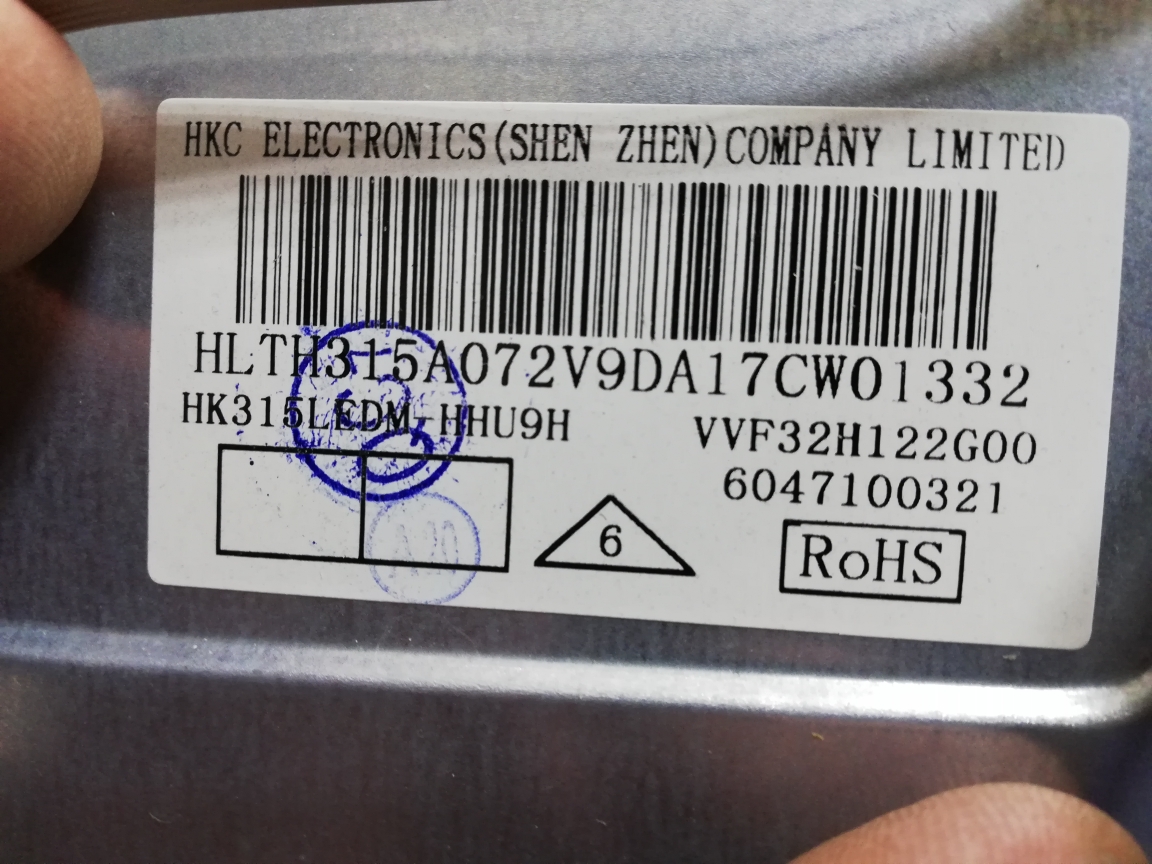 HKC ELECTRONICS(SHEN ZHEN)COMPANY LIMITED
HLTH315A072V9DA17CW01332
HK315LEDM-HHU9H VVF32H122G00
6047100321
6 RoHS